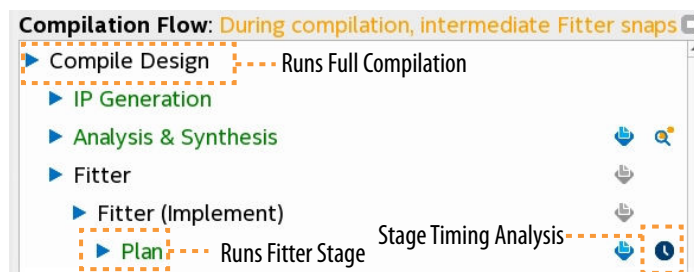 Compilation Flow: During compilation, intermediate Fitter snaps
Compile Design Runs Full Compilation
IP Generation
Analysis & Synthesis
Fitter
Fitter (Implement)
Plan Runs Fitter Stage Stage Timing Analysis